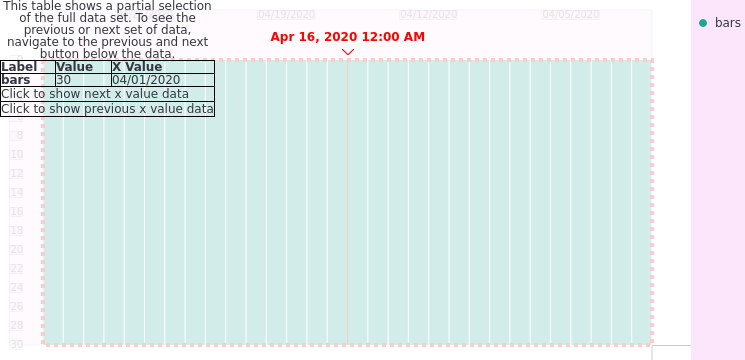 This table shows a partial selection
of the full data set. To see the
previous or next set of data,
navigate to the previous and next
button below the data.
04/19/2020 04/12/2020 04/05/2020
Apr 16, 2020 12:00 AM
bars
Label Value X Value
bars 30 04/01/2020
Click to show next x value data
Click to show previous x value data
8
10
12
14
16
18
20
22
24
26
28
30